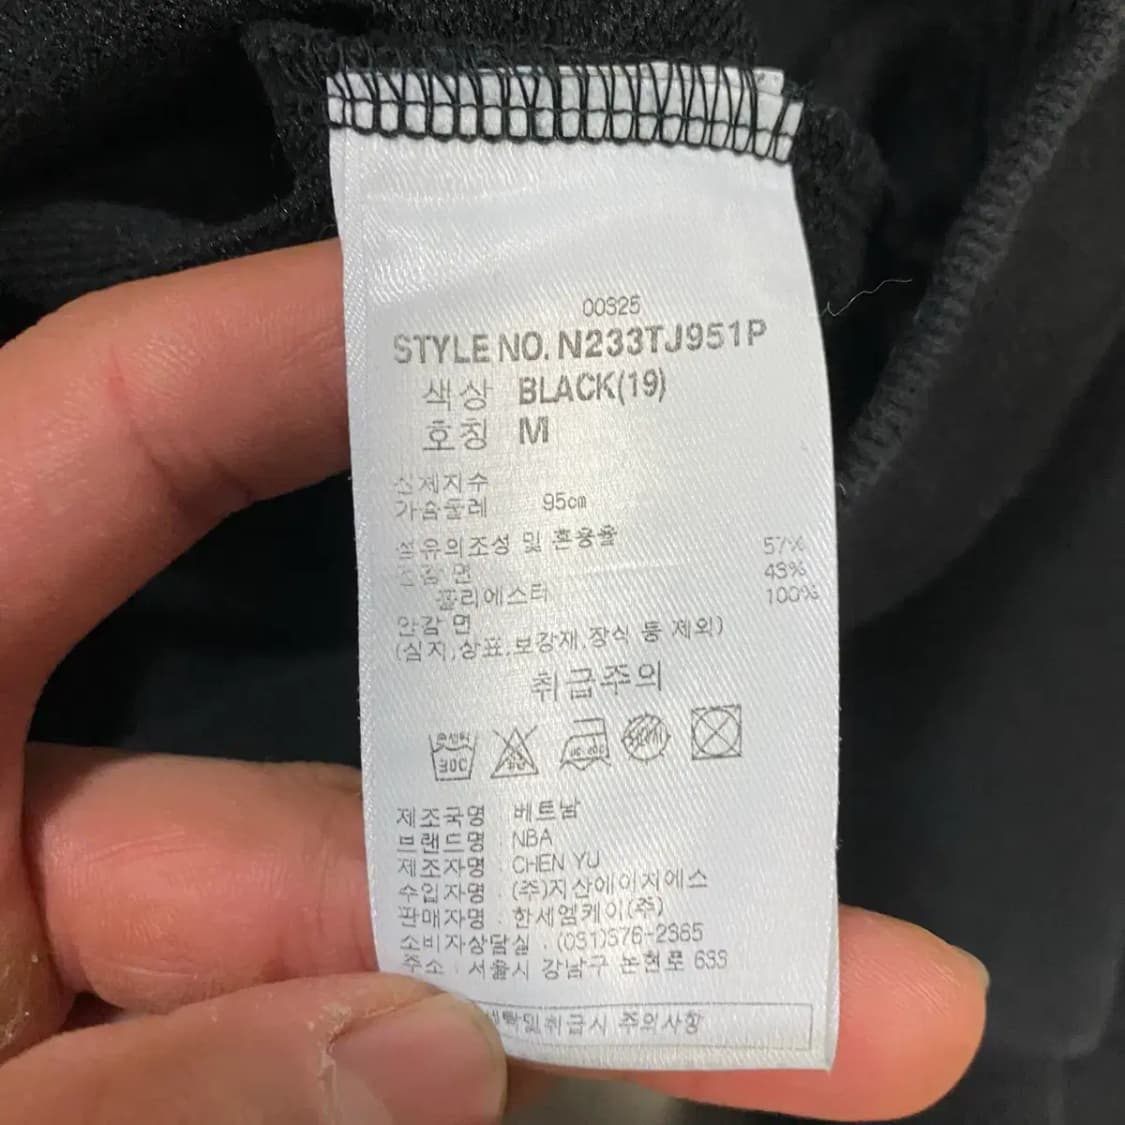 00325
STYLE NO. N233TJ951P
색상 BLACK(19)
호칭 M
신체치수
가슴둘레 95cm
섬유의조성 및 혼용율
겉감 면 57%
폴리에스터 43%
안감 면 100%
(심지,상표,보강재,장식 등 제외)
취급주의
30C
제조국명 : 베트남
브랜드명 : NBA
제조자명 : CHEN YU
수입자명 : (주)지산에이치에스
판매자명 : 한세엠케이(주)
소비자상담실 : (031)376-2365
주소 : 서울시 강남구 논현로 633
세탁및취급시 주의사항